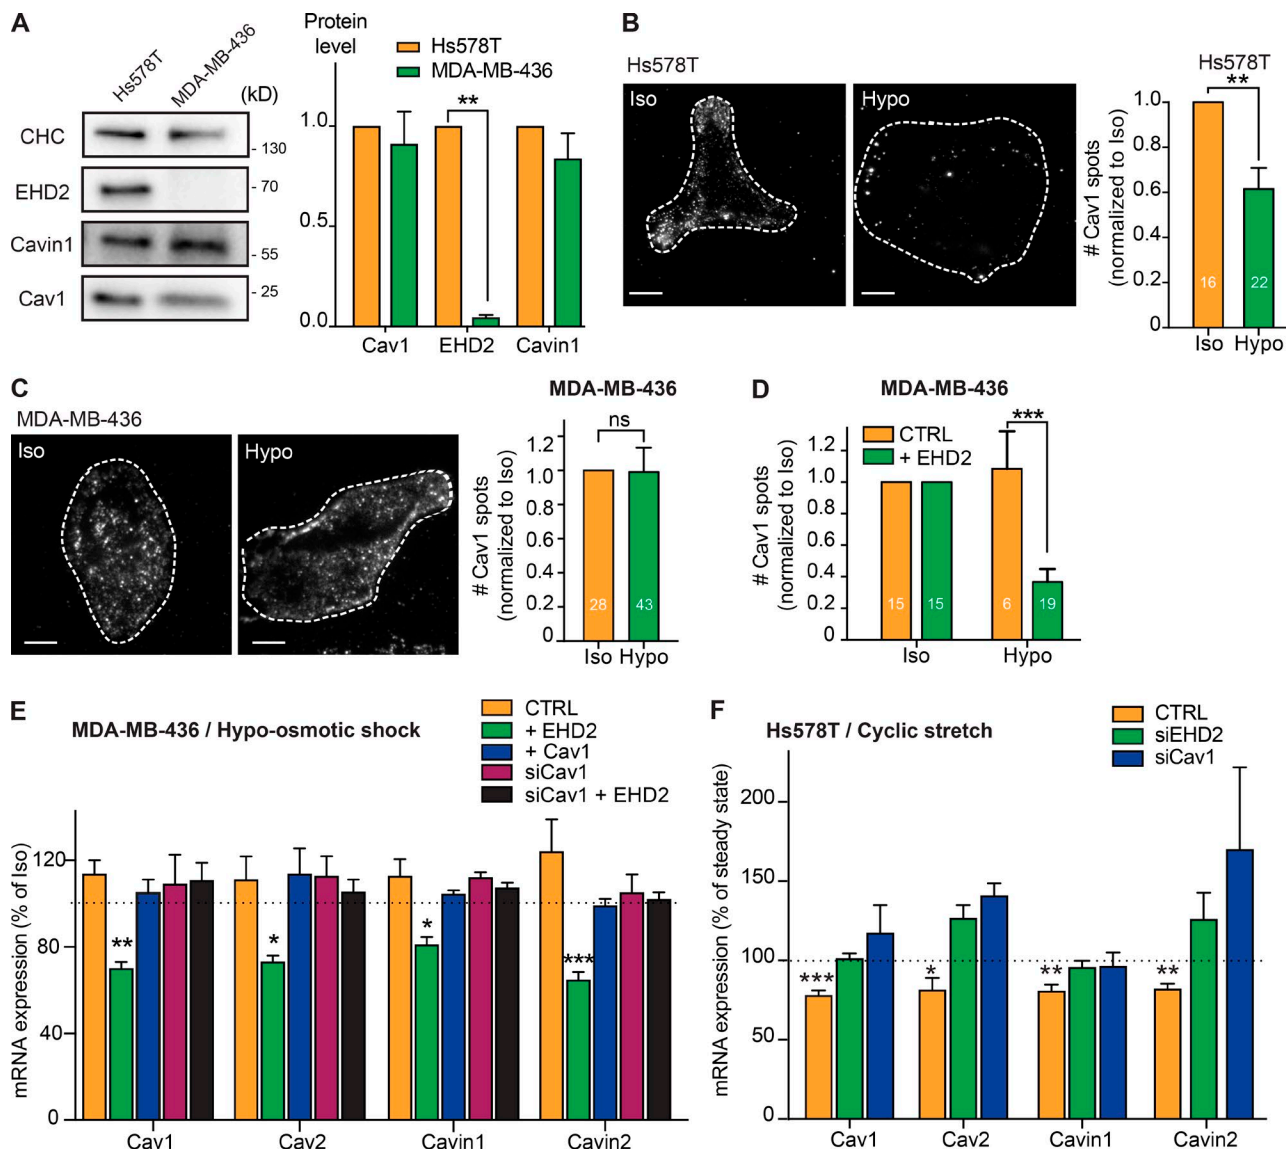 A
Hs578T
MDA-MB-436
(kD)
CHC
- 130
EHD2
- 70
Cavin1
- 55
Cav1
- 25
Protein
level
Hs578T
MDA-MB-436
**
1.0
0.5
0.0
Cav1 EHD2 Cavin1
B
Hs578T
Iso
Hypo
Hs578T
**
# Cav1 spots
(normalized to Iso)
1.0
0.8
0.6
0.4
0.2
0
16 22
Iso Hypo
C
MDA-MB-436
Iso
Hypo
MDA-MB-436
ns
# Cav1 spots
(normalized to Iso)
1.2
1.0
0.8
0.6
0.4
0.2
0
28 43
Iso Hypo
D
MDA-MB-436
CTRL
+ EHD2
***
# Cav1 spots
(normalized to Iso)
1.2
1.0
0.8
0.6
0.4
0.2
0
15 15 6 19
Iso Hypo
E
MDA-MB-436 / Hypo-osmotic shock
CTRL
+ EHD2
+ Cav1
siCav1
siCav1 + EHD2
mRNA expression (% of Iso)
120
80
40
0
** * * ***
Cav1 Cav2 Cavin1 Cavin2
F
Hs578T / Cyclic stretch
CTRL
siEHD2
siCav1
mRNA expression (% of steady state)
200
150
100
50
0
*** * ** **
Cav1 Cav2 Cavin1 Cavin2